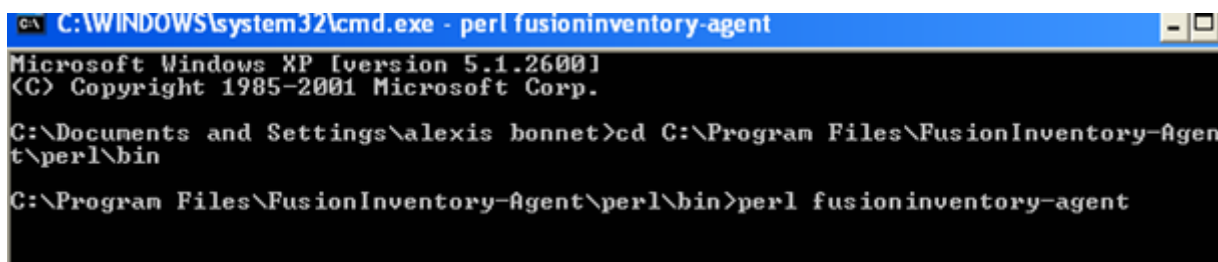 C:\WINDOWS\system32\cmd.exe - perl fusioninventory-agent
Microsoft Windows XP [version 5.1.2600]
(C) Copyright 1985-2001 Microsoft Corp.
C:\Documents and Settings\alexis bonnet>cd C:\Program Files\FusionInventory-Agen
t\perl\bin
C:\Program Files\FusionInventory-Agent\perl\bin>perl fusioninventory-agent